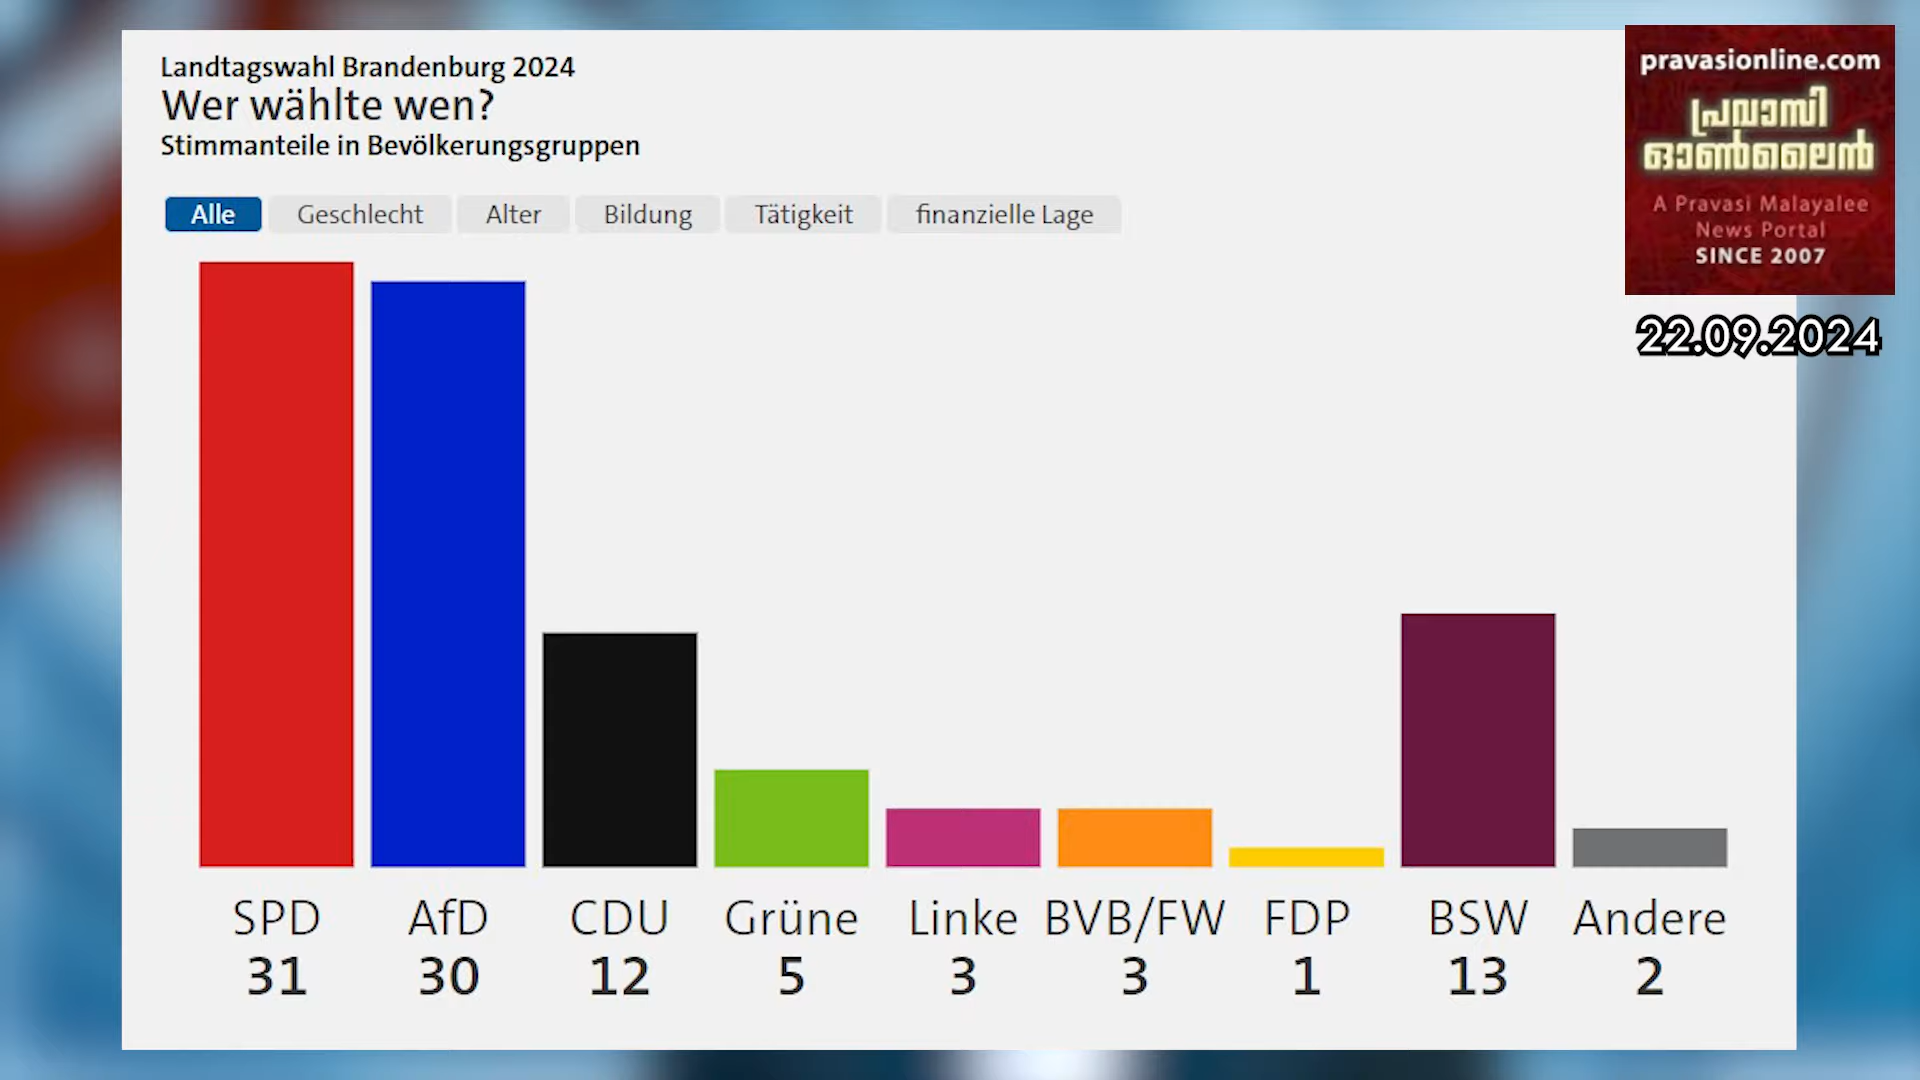 Landtagswahl Brandenburg 2024
Wer wählte wen?
Stimmanteile in Bevölkerungsgruppen
Alle Geschlecht Alter Bildung Tätigkeit finanzielle Lage
SPD AfD CDU Grüne Linke BVB/FW FDP BSW Andere
31 30 12 5 3 3 1 13 2
pravasionline.com
പ്രവാസി
ഓൺലൈൻ
A Pravasi Malayalee
News Portal
SINCE 2007
22.09.2024